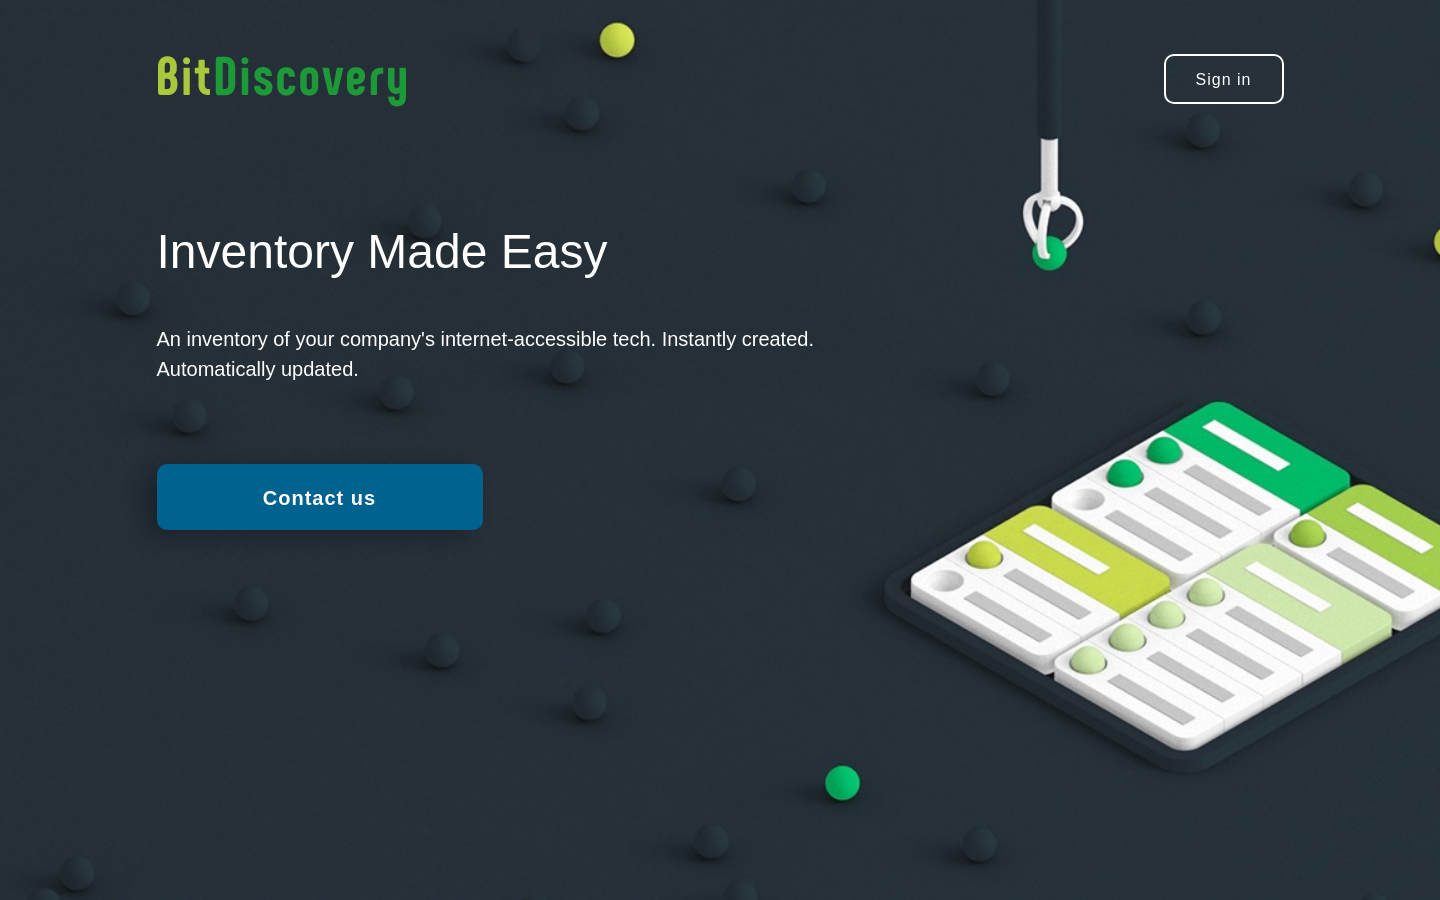 BitDiscovery
Sign in
Inventory Made Easy
An inventory of your company's internet-accessible tech. Instantly created.
Automatically updated.
Contact us